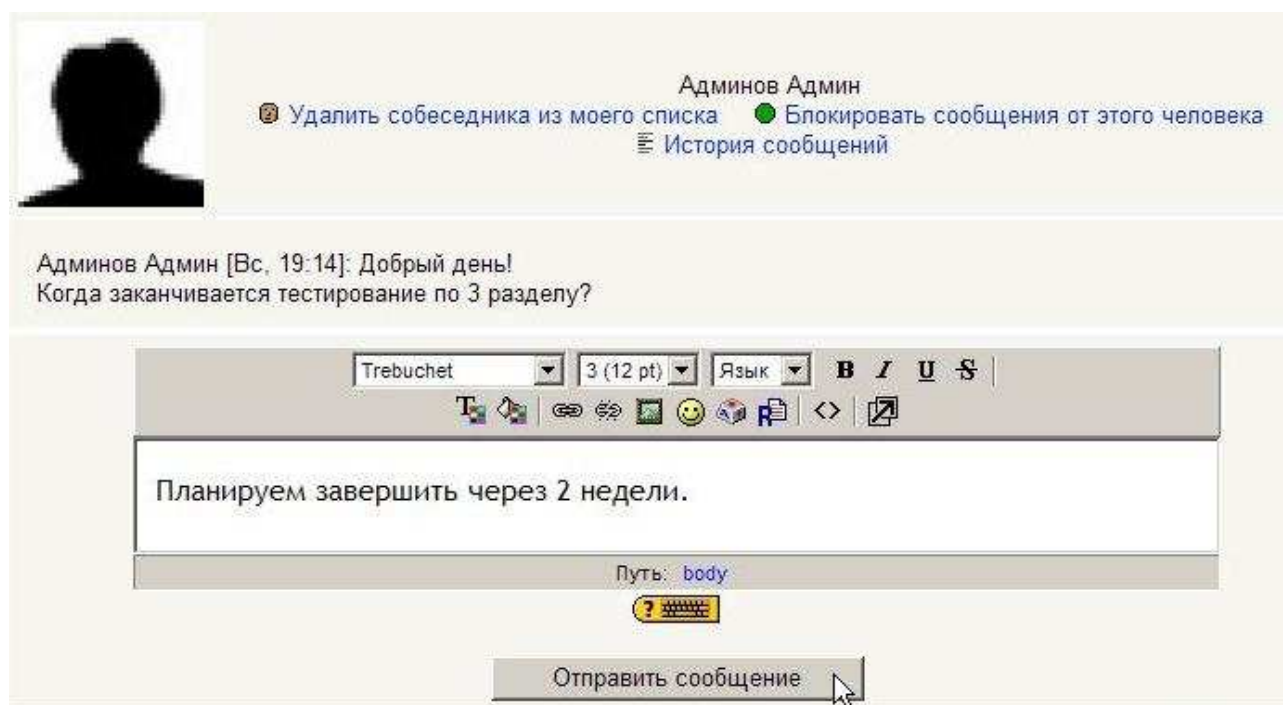 Админов Админ
Удалить собеседника из моего списка Блокировать сообщения от этого человека
История сообщений
Админов Админ [Вс, 19:14]: Добрый день!
Когда заканчивается тестирование по 3 разделу?
Trebuchet 3 (12 pt) Язык B I U S
Планируем завершить через 2 недели.
Путь: body
?
Отправить сообщение